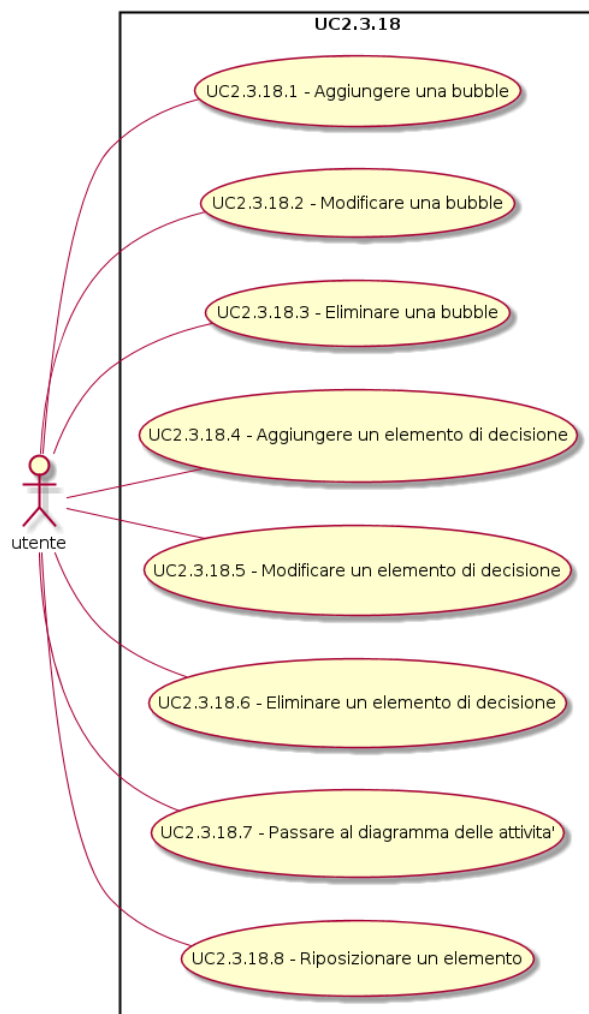 UC2.3.18
UC2.3.18.1 - Aggiungere una bubble
UC2.3.18.2 - Modificare una bubble
UC2.3.18.3 - Eliminare una bubble
UC2.3.18.4 - Aggiungere un elemento di decisione
utente
UC2.3.18.5 - Modificare un elemento di decisione
UC2.3.18.6 - Eliminare un elemento di decisione
UC2.3.18.7 - Passare al diagramma delle attivita'
UC2.3.18.8 - Riposizionare un elemento